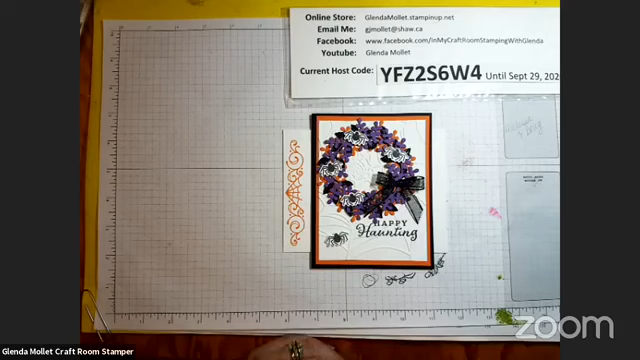 Online Store: GlendaMollet.stampinup.net
Email Me: gjmollet@shaw.ca
Facebook: www.facebook.com/InMyCraftRoomStampingWithGlenda
Youtube: Glenda Mollet
Current Host Code: YFZ2S6W4 Until Sept 29, 202
HAPPY
Haunting
zoom
Glenda Mollet Craft Room Stamper